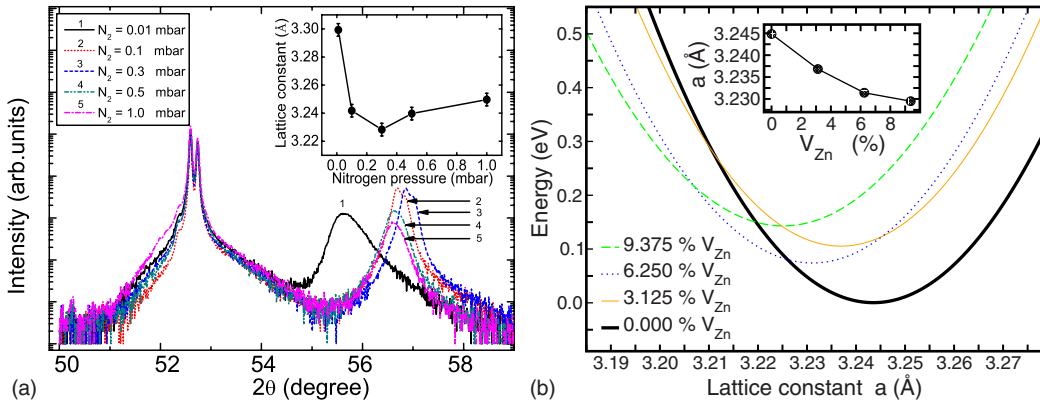 1
N2 = 0.01 mbar
2
N2 = 0.1 mbar
3
N2 = 0.3 mbar
4
N2 = 0.5 mbar
5
N2 = 1.0 mbar
Lattice constant (Å)
3.30
3.28
3.26
3.24
3.22
0.0 0.2 0.4 0.6 0.8 1.0
Nitrogen pressure (mbar)
1
2
3
4
5
Intensity (arb.units)
50 52 54 56 58
2θ (degree)
(a)
Energy (eV)
0.5
0.4
0.3
0.2
0.1
0.0
a (Å)
3.245
3.235
3.230
0 2 4 6 8
VZn (%)
9.375 % VZn
6.250 % VZn
3.125 % VZn
0.000 % VZn
3.19 3.20 3.22 3.23 3.25 3.26 3.27
Lattice constant a (Å)
(b)